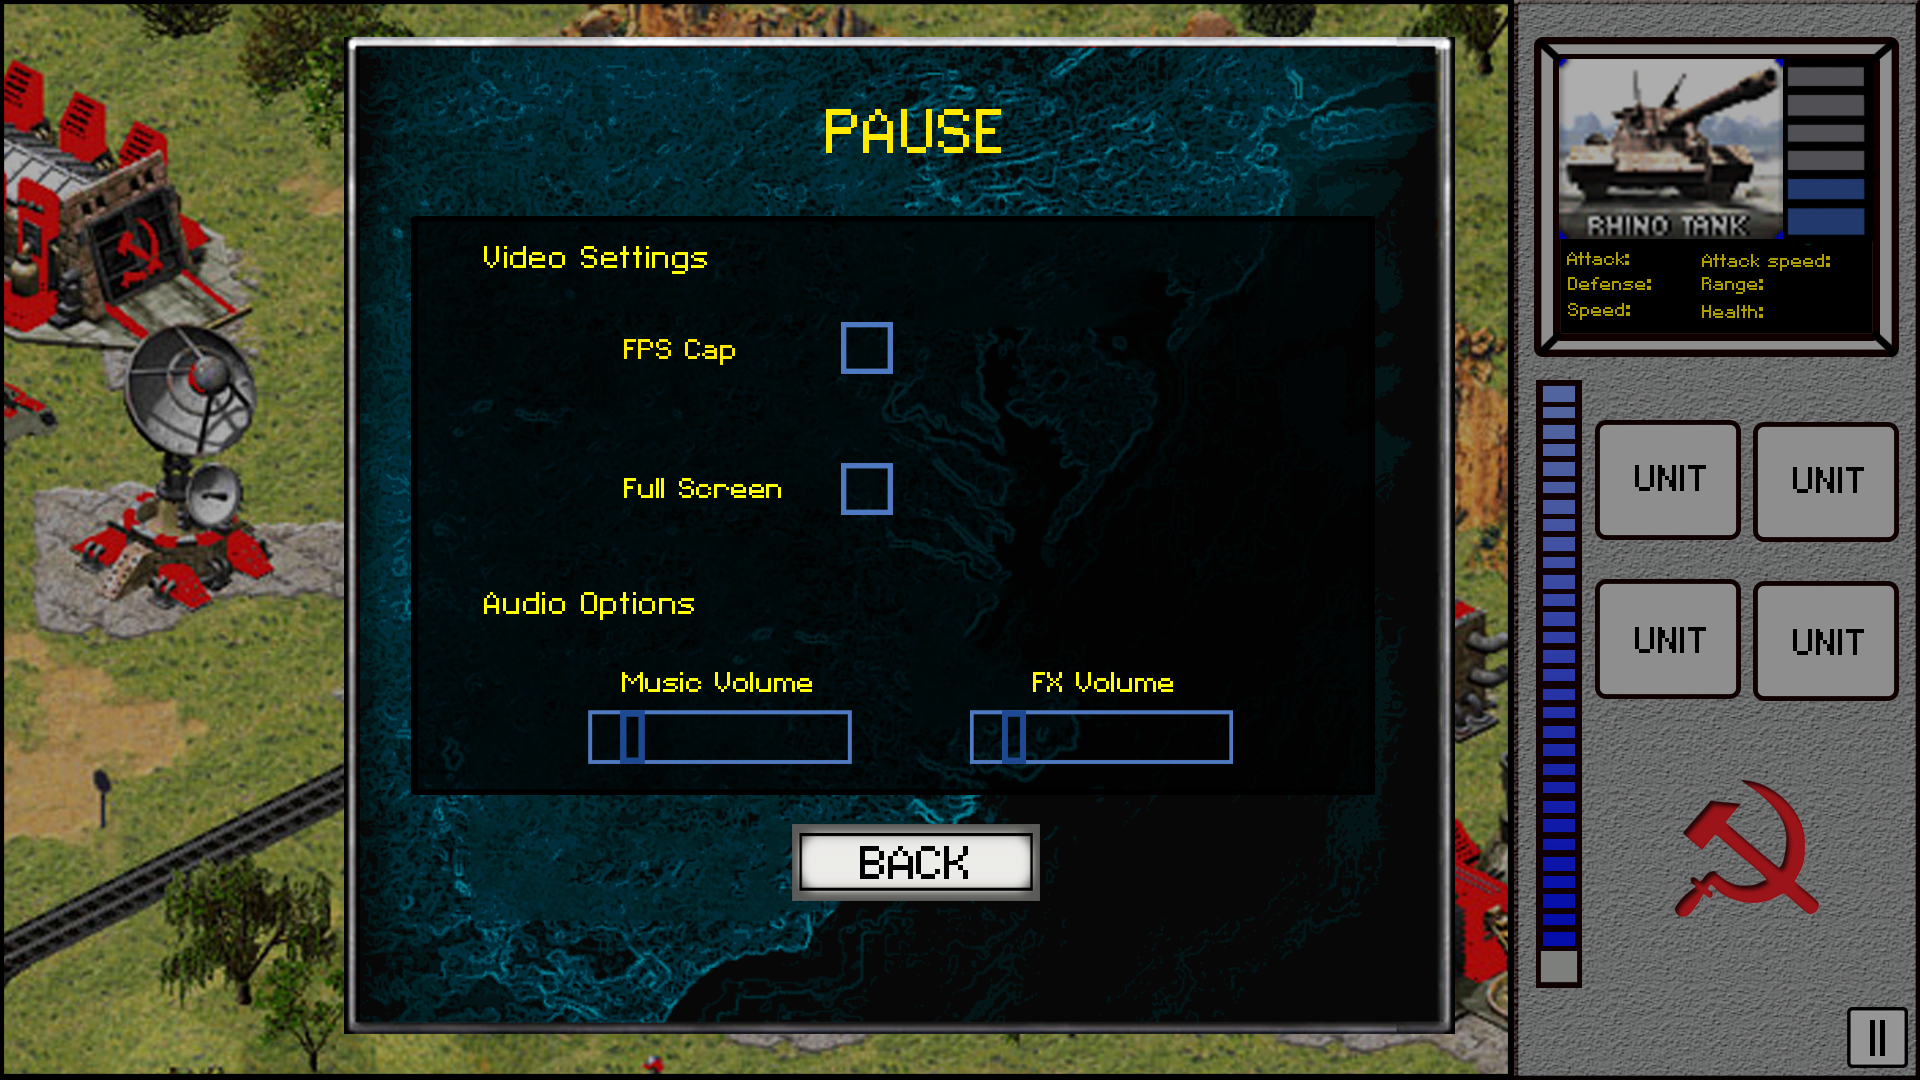 PAUSE
Video Settings
FPS Cap
Full Screen
Audio Options
Music Volume
FX Volume
BACK
RHINO TANK
Attack:
Attack speed:
Defense:
Range:
Speed:
Health:
UNIT
UNIT
UNIT
UNIT